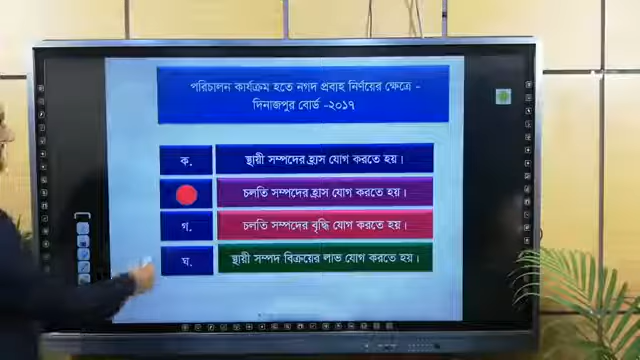 পরিচালন কার্যক্রম হতে নগদ প্রবাহ নির্ণয়ের ক্ষেত্রে -
দিনাজপুর বোর্ড -২০১৭
ক. স্থায়ী সম্পদের হ্রাস যোগ করতে হয়।
চলতি সম্পদের হ্রাস যোগ করতে হয়।
গ. চলতি সম্পদের বৃদ্ধি যোগ করতে হয়।
ঘ. স্থায়ী সম্পদ বিক্রয়ের লাভ যোগ করতে হয়।